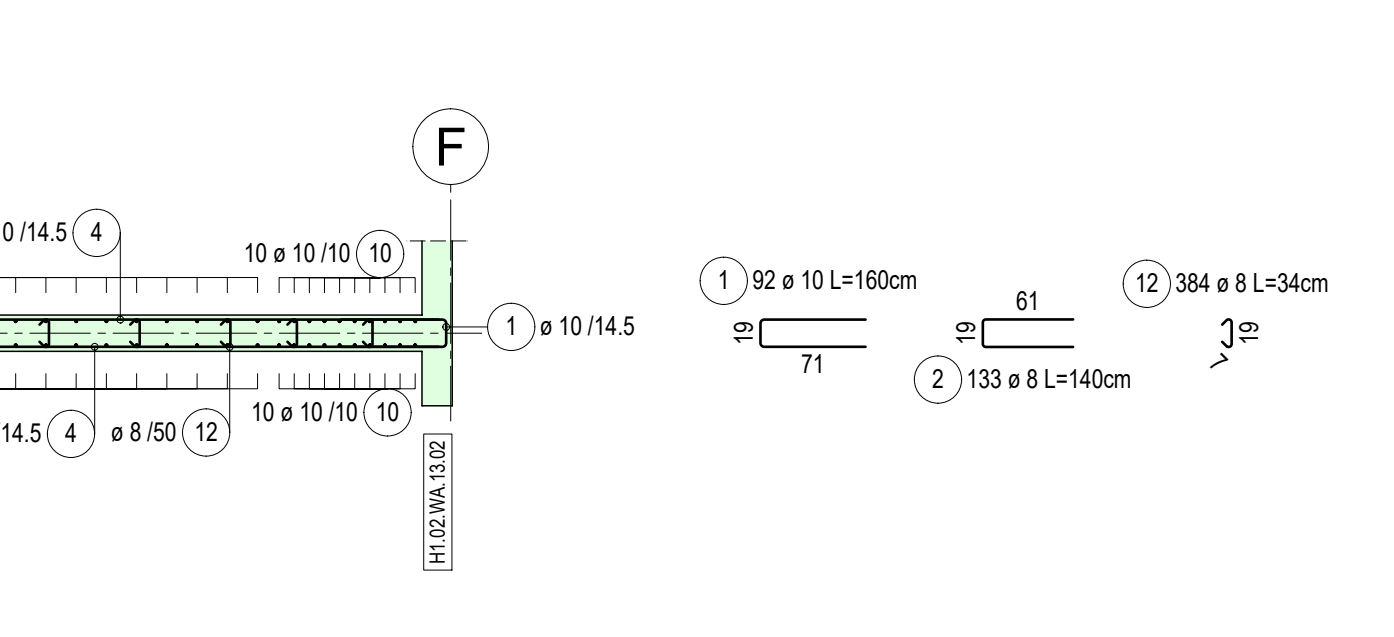 F
0 /14.5 4
10 ø 10 /10 10
1 ø 10 /14.5
/14.5 4
ø 8 /50 12
10 ø 10 /10 10
H1.02.WA.13.02
1 92 ø 10 L=160cm
19
71
61
19
2 133 ø 8 L=140cm
12 384 ø 8 L=34cm
19
7